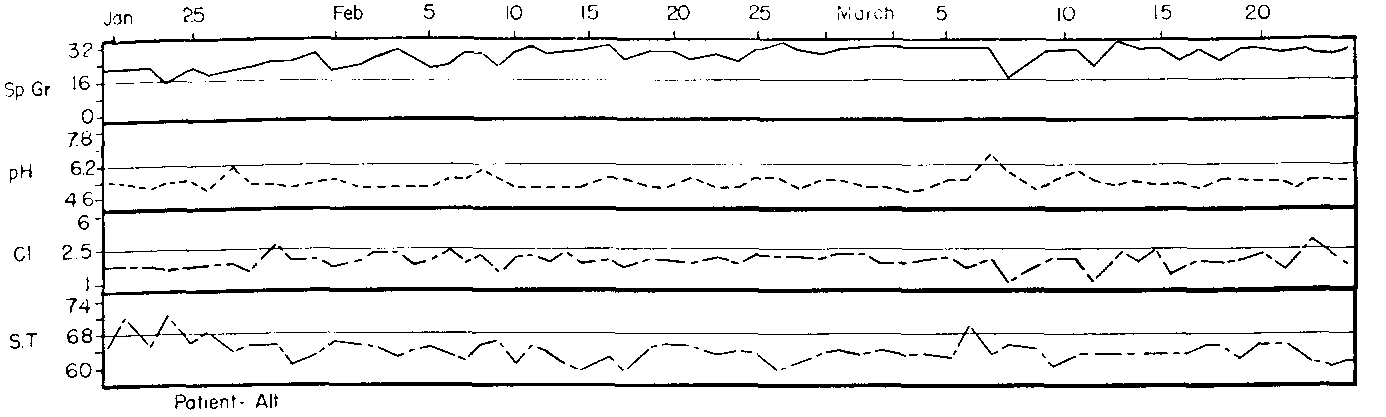 Jan 25 Feb 5 10 15 20 25 March 5 10 15 20
32
Sp Gr 16
0
7.8
pH 6.2
4.6
6
Cl 2.5
1
74
S.T 68
60
Patient- Alt